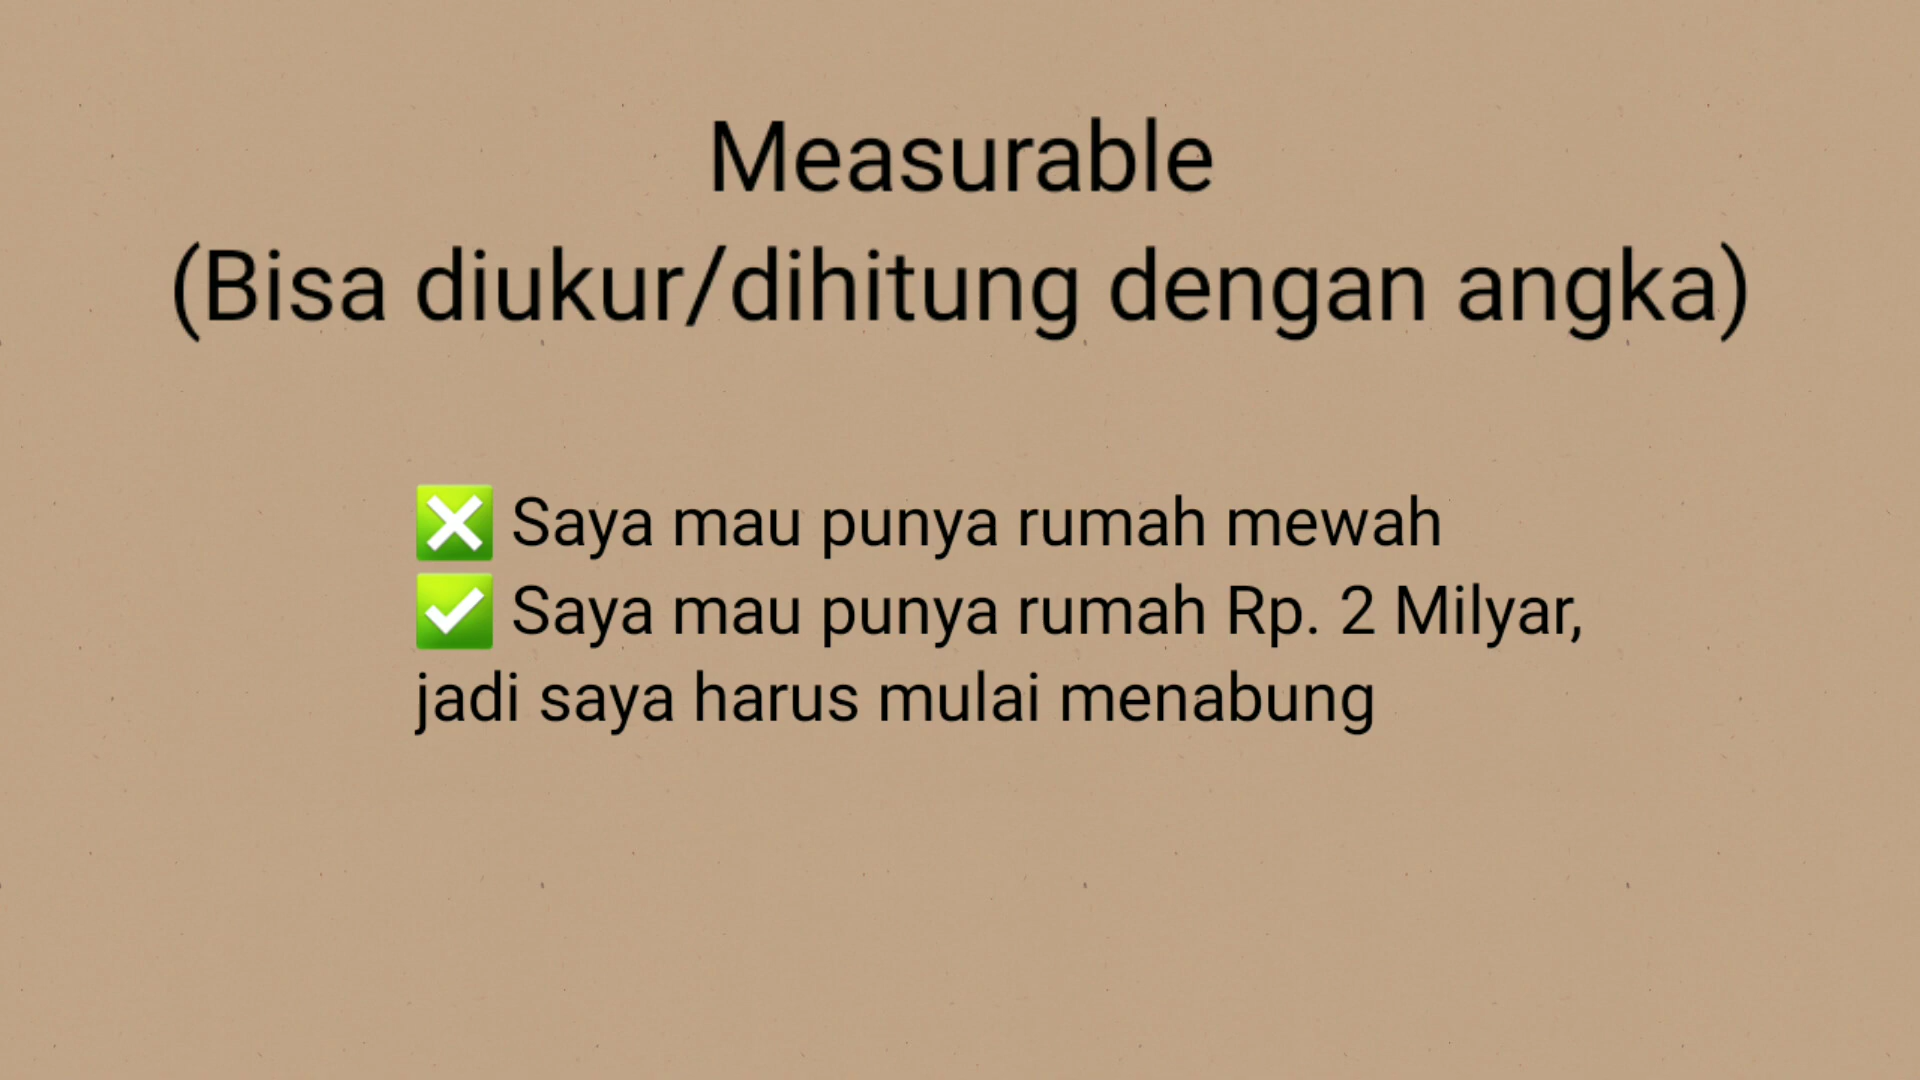 Measurable
(Bisa diukur/dihitung dengan angka)
❎ Saya mau punya rumah mewah
✅ Saya mau punya rumah Rp. 2 Milyar,
jadi saya harus mulai menabung